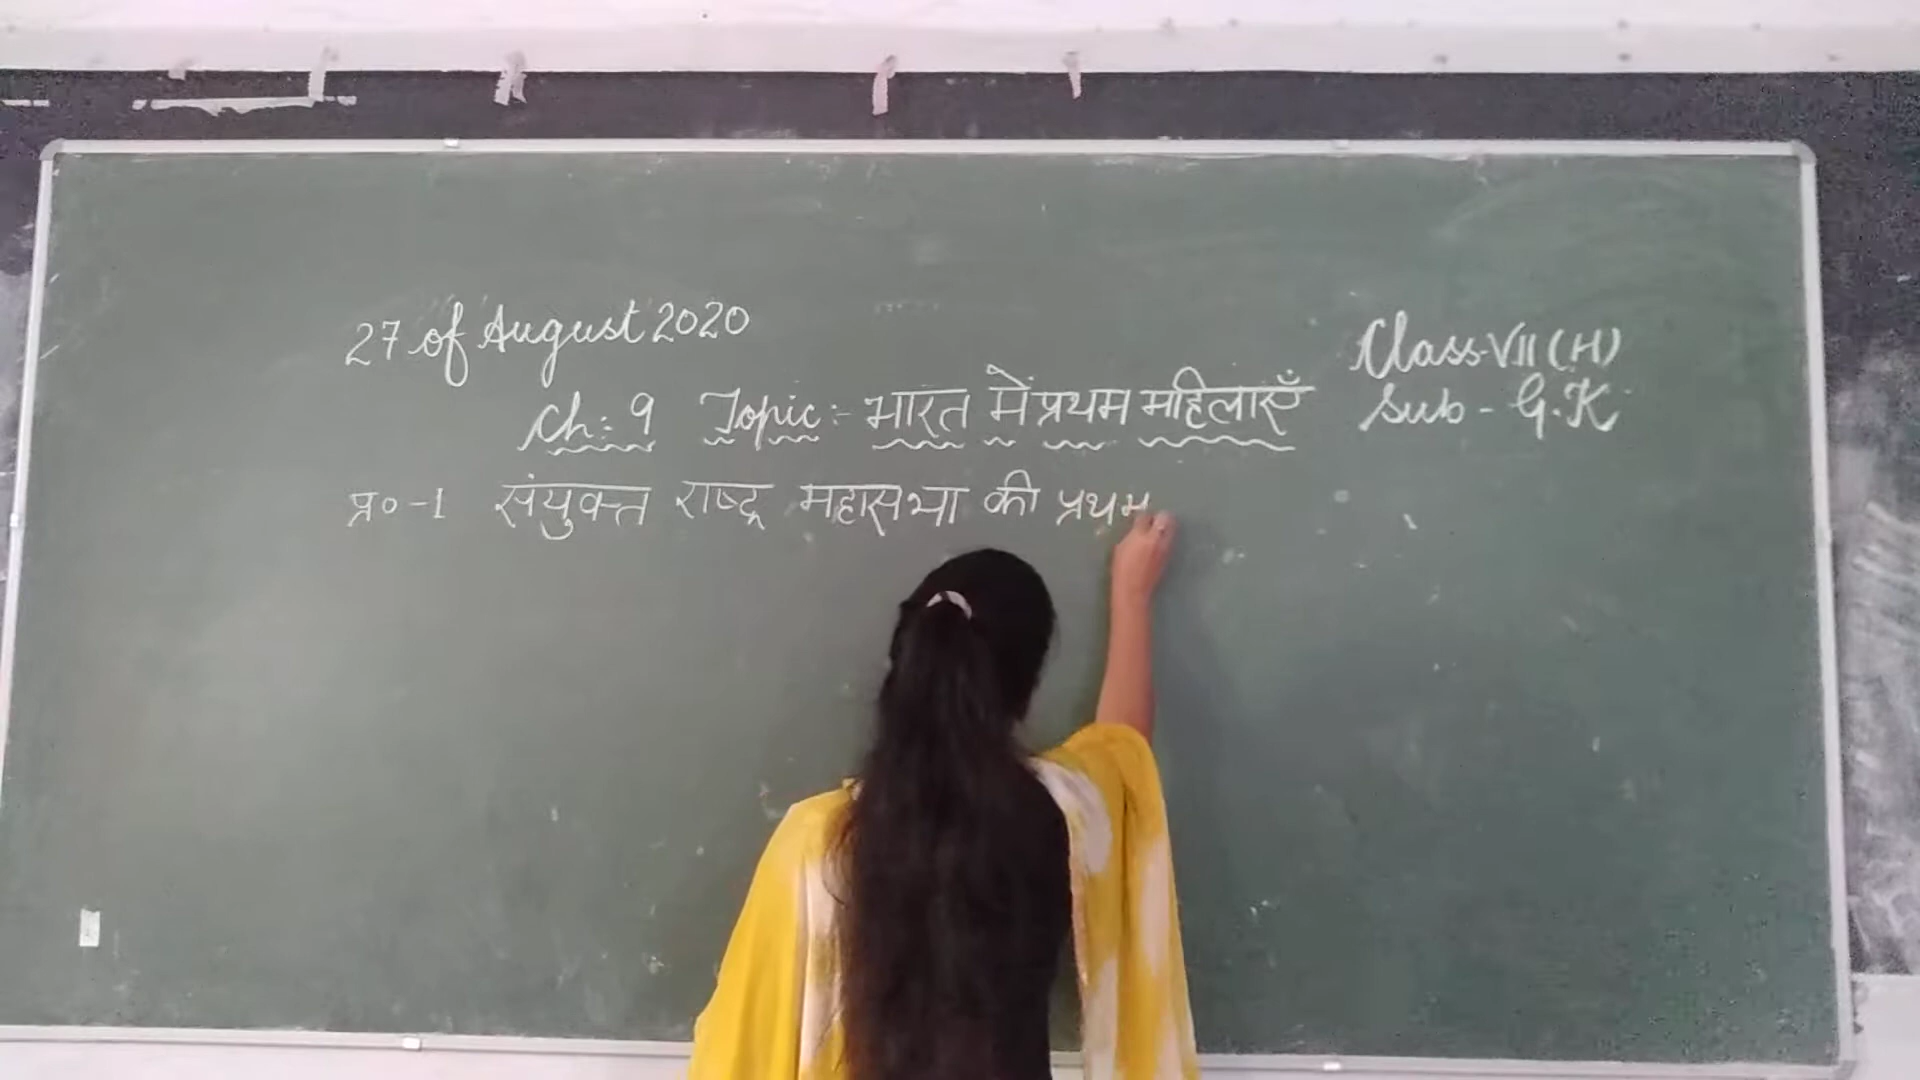 27 of August 2020
Class-VII (H)
Ch:- 9 Topic:- भारत में प्रथम महिलाएँ
Sub - G.K
प्र०-1 संयुक्त राष्ट्र महासभा की प्रथम